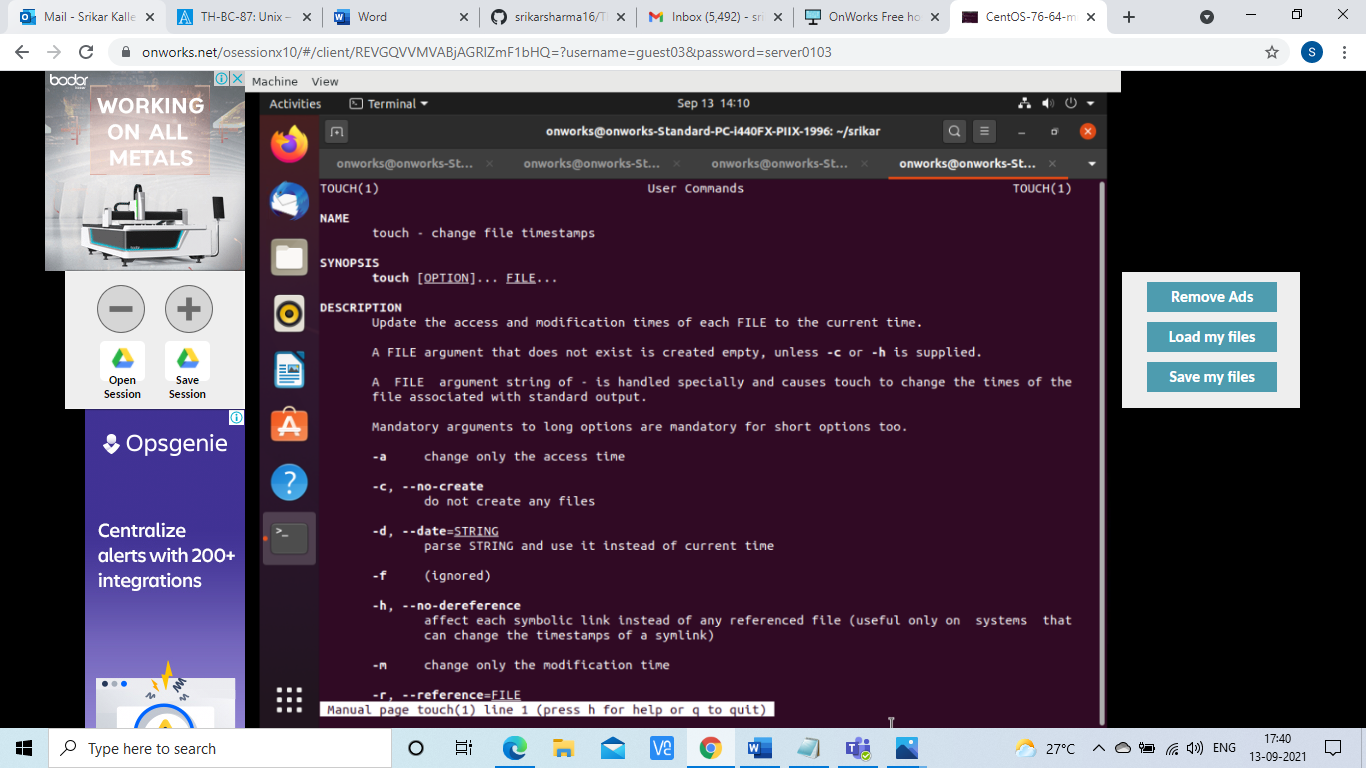 Mail - Srikar Kalle
TH-BC-87: Unix –
Word
srikarsharma16/T
Inbox (5,492) - sri
OnWorks Free ho
CentOS-76-64-m
onworks.net/osessionx10/#/client/REVGQVVMVABjAGRlZmF1bHQ=?username=guest03&password=server0103
S
bodor
WORKING
ON ALL
METALS
Machine View
Activities Terminal Sep 13 14:10
onworks@onworks-Standard-PC-i440FX-PIIX-1996: ~/srikar
onworks@onworks-St... onworks@onworks-St... onworks@onworks-St... onworks@onworks-St...
TOUCH(1) User Commands TOUCH(1)
NAME
touch - change file timestamps
SYNOPSIS
touch [OPTION]... FILE...
DESCRIPTION
Update the access and modification times of each FILE to the current time.
A FILE argument that does not exist is created empty, unless -c or -h is supplied.
A FILE argument string of - is handled specially and causes touch to change the times of the
file associated with standard output.
Mandatory arguments to long options are mandatory for short options too.
-a change only the access time
-c, --no-create
do not create any files
-d, --date=STRING
parse STRING and use it instead of current time
-f (ignored)
-h, --no-dereference
affect each symbolic link instead of any referenced file (useful only on systems that
can change the timestamps of a symlink)
-m change only the modification time
-r, --reference=FILE
Manual page touch(1) line 1 (press h for help or q to quit)
Open
Session
Save
Session
Opsgenie
Centralize
alerts with 200+
integrations
Remove Ads
Load my files
Save my files
Type here to search
27°C
ENG
17:40
13-09-2021